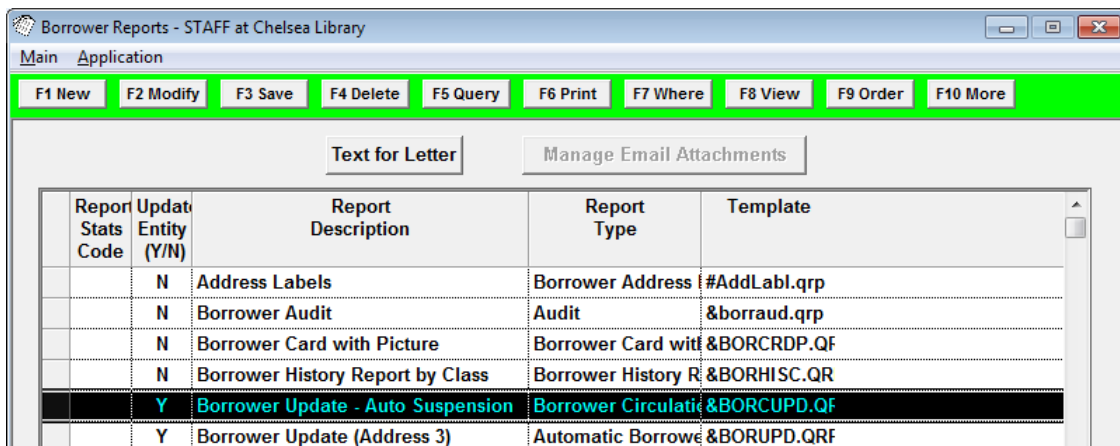 Borrower Reports - STAFF at Chelsea Library
Main Application
F1 New F2 Modify F3 Save F4 Delete F5 Query F6 Print F7 Where F8 View F9 Order F10 More
Text for Letter Manage Email Attachments
Report Update Report Report Template
Stats Entity Description Type
Code (Y/N)
N Address Labels Borrower Address #AddLabl.qrp
N Borrower Audit Audit &borraud.qrp
N Borrower Card with Picture Borrower Card with &BORCRDP.QR
N Borrower History Report by Class Borrower History R &BORHISC.QR
Y Borrower Update - Auto Suspension Borrower Circulati &BORCUPD.QR
Y Borrower Update (Address 3) Automatic Borrowe &BORUPD.QRP